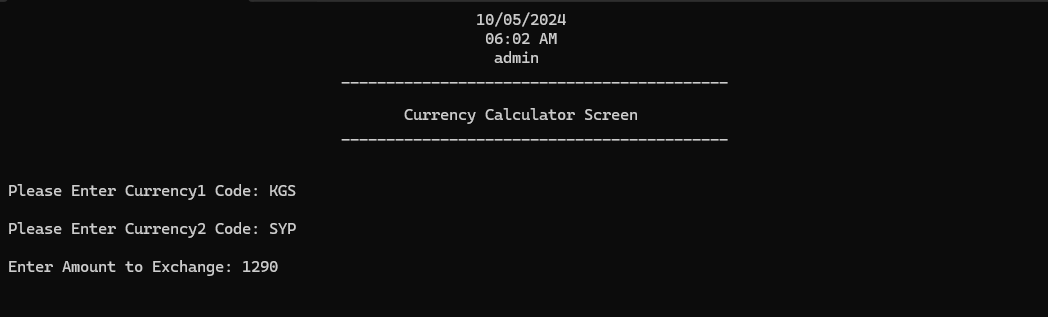 10/05/2024
06:02 AM
admin
-------------------------------------------
Currency Calculator Screen
-------------------------------------------
Please Enter Currency1 Code: KGS
Please Enter Currency2 Code: SYP
Enter Amount to Exchange: 1290